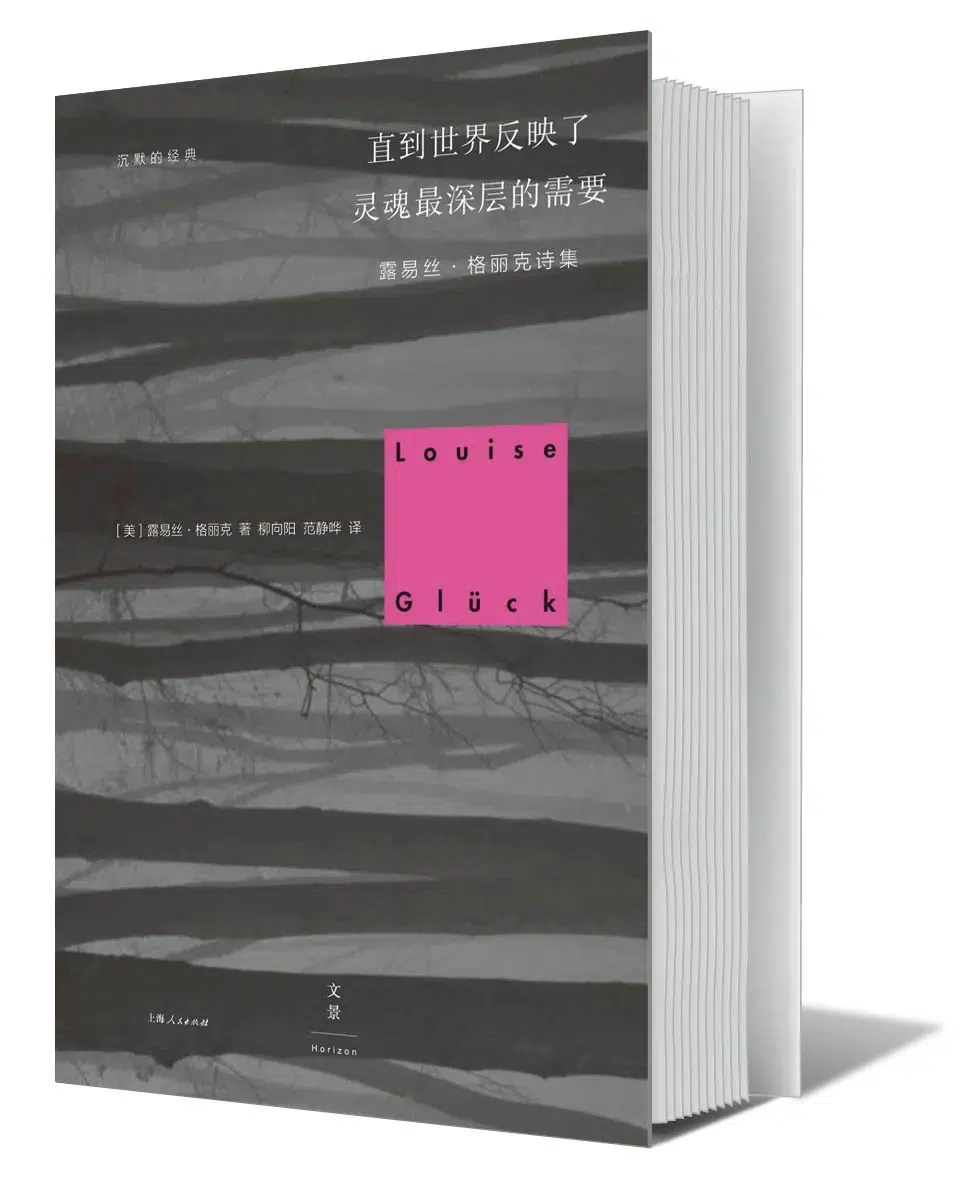 沉默的经典
直到世界反映了
灵魂最深层的需要
露易丝·格丽克诗集
Louise
[美]露易丝·格丽克 著 柳向阳 范静哗 译
Glück
文景
Horizon
上海人民出版社